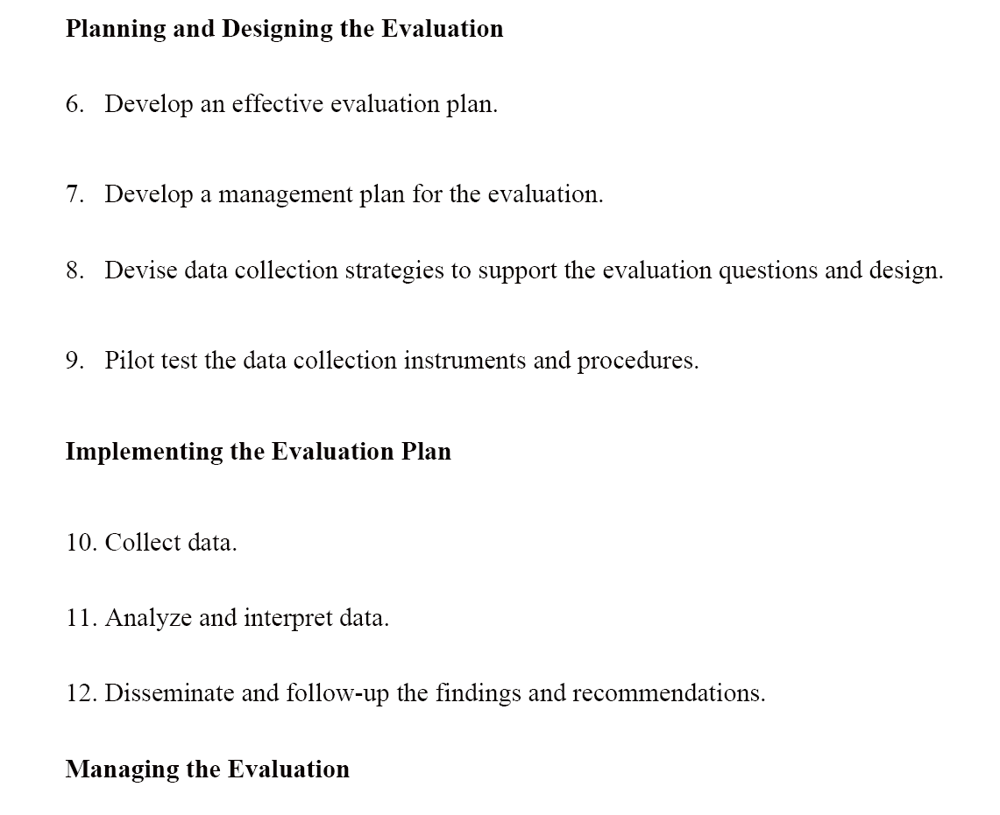 Planning and Designing the Evaluation
6. Develop an effective evaluation plan.
7. Develop a management plan for the evaluation.
8. Devise data collection strategies to support the evaluation questions and design.
9. Pilot test the data collection instruments and procedures.
Implementing the Evaluation Plan
10. Collect data.
11. Analyze and interpret data.
12. Disseminate and follow-up the findings and recommendations.
Managing the Evaluation